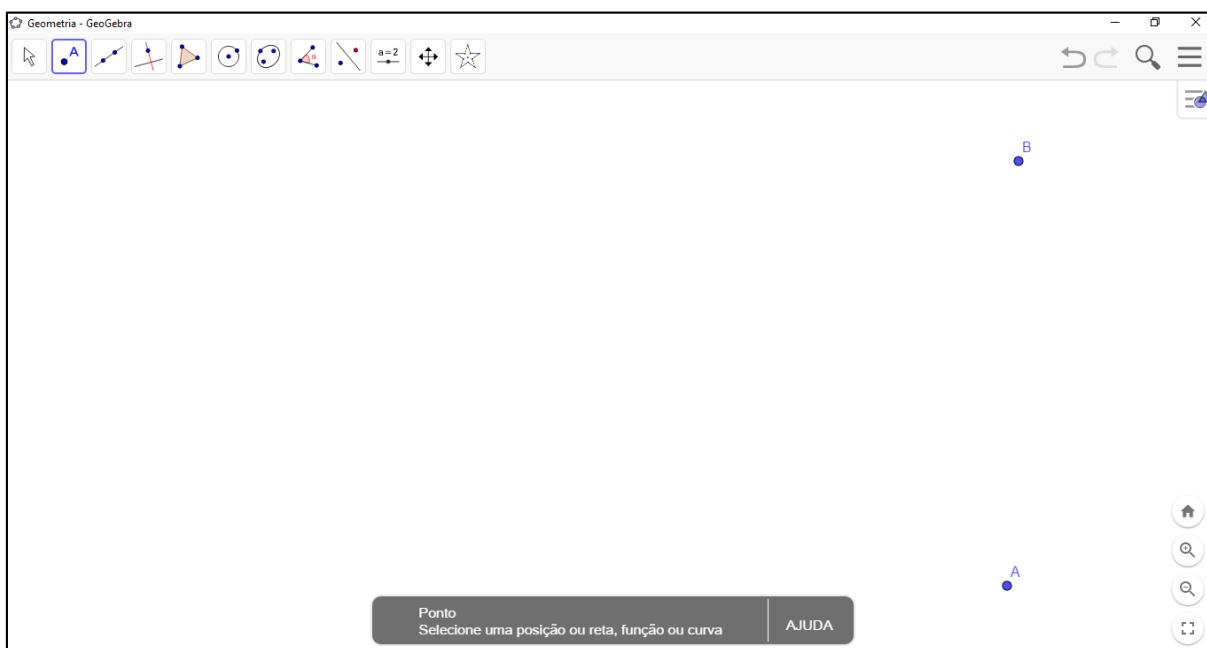 Geometria - GeoGebra
A
α
a=2
B
A
Ponto
Selecione uma posição ou reta, função ou curva
AJUDA